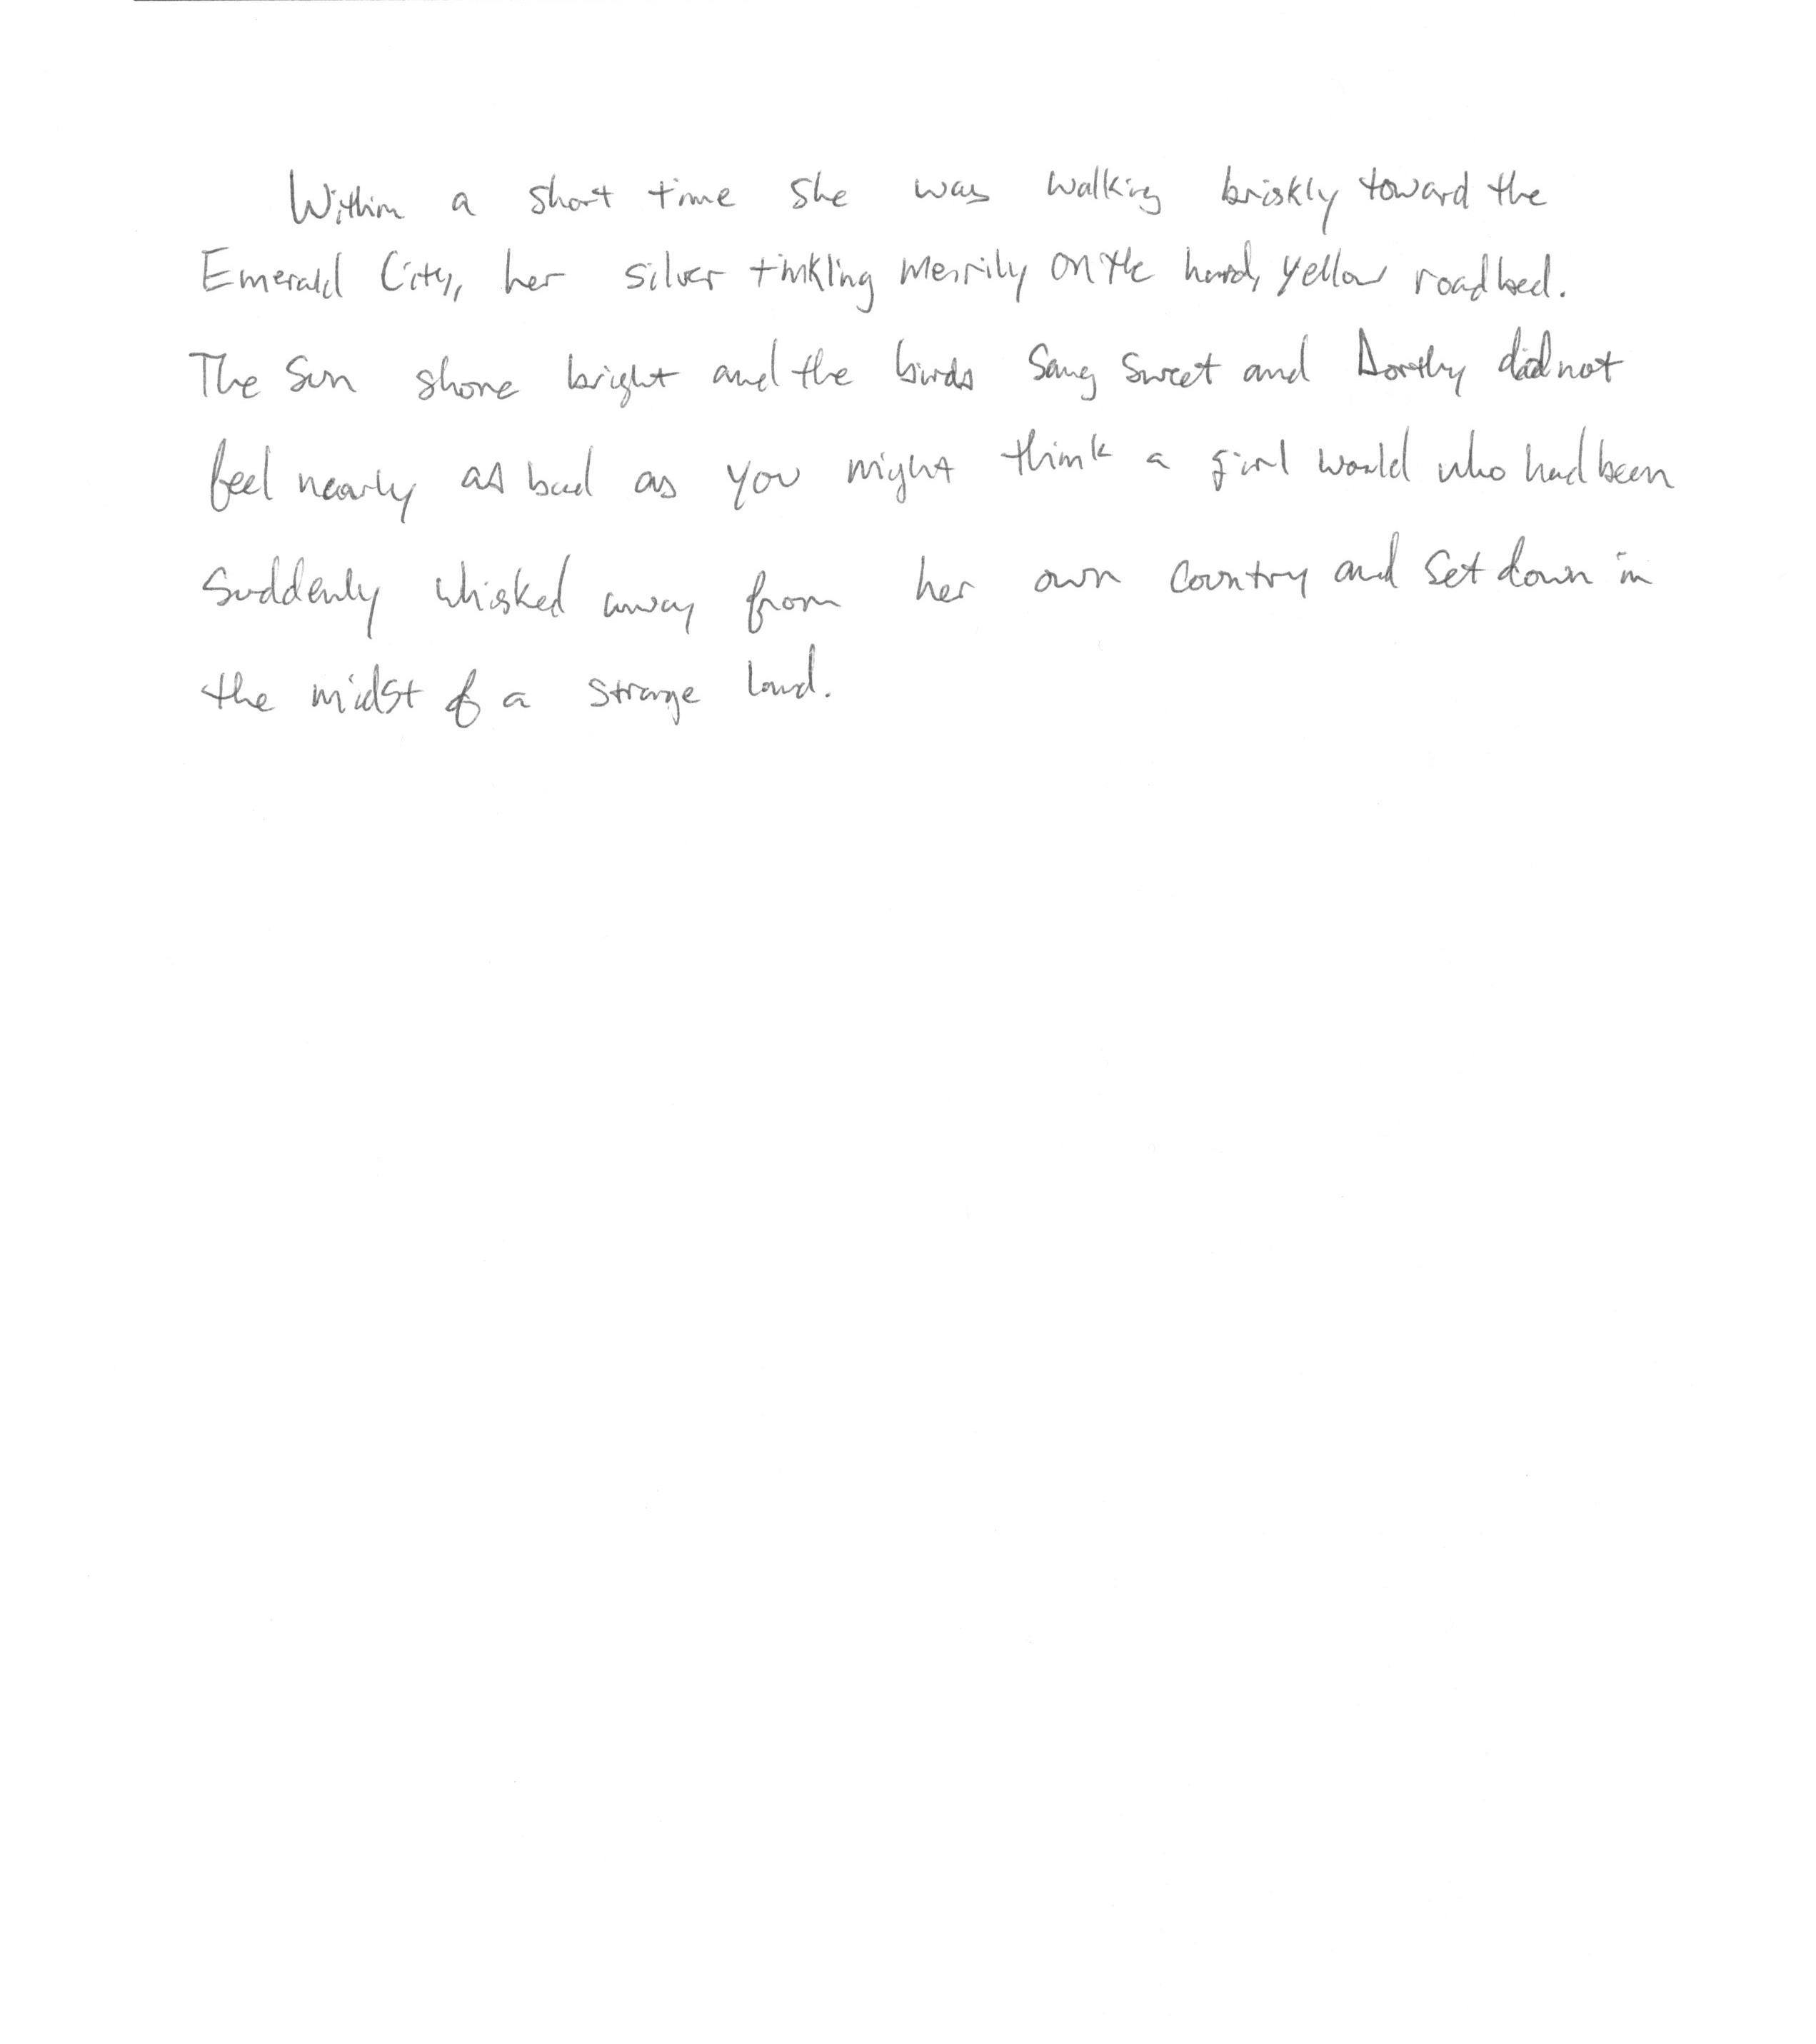 Within a short time she was walking briskly toward the
Emerald City, her silver tinkling merrily on the hard, yellow roadbed.
The sun shone bright and the birds sang sweet and Dorthy did not
feel nearly as bad as you might think a girl would who had been
suddenly whisked away from her own country and set down in
the midst of a strange land.